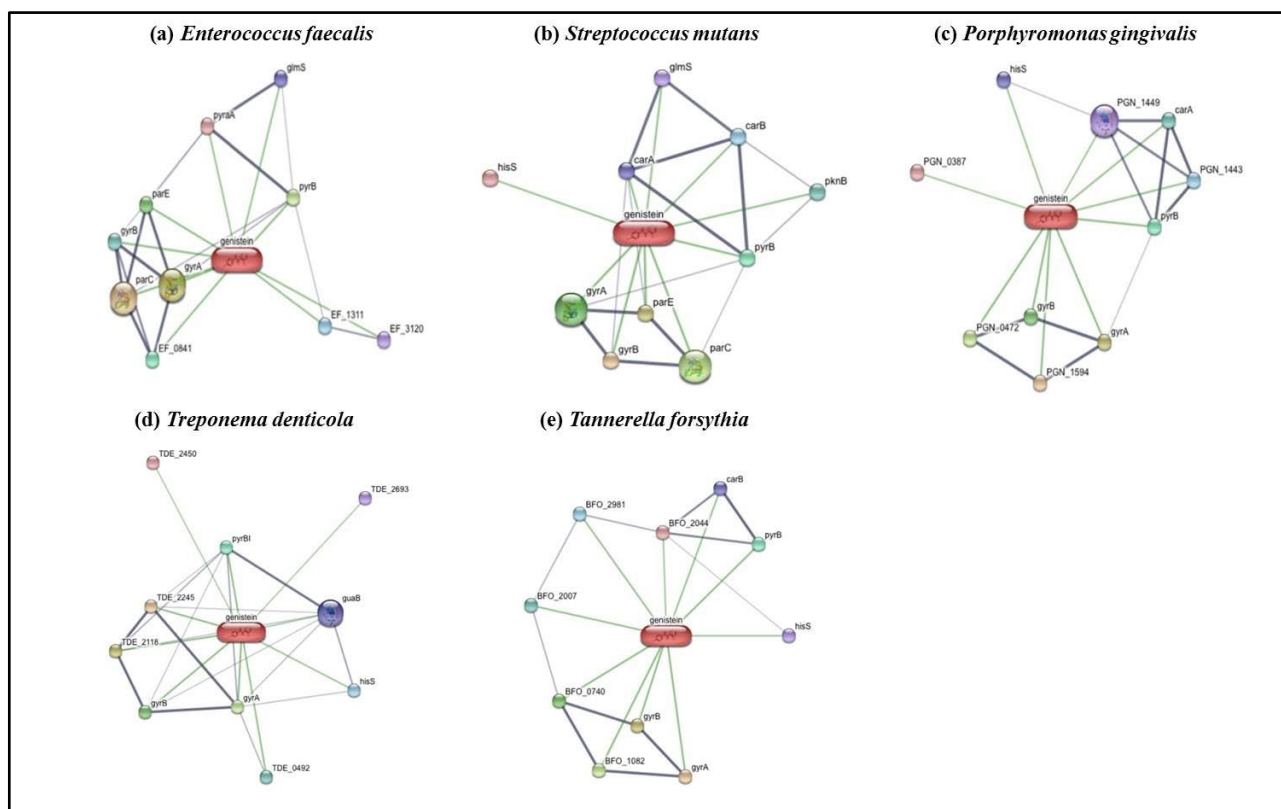 (a) Enterococcus faecalis
(b) Streptococcus mutans
(c) Porphyromonas gingivalis
glmS
pyraA
pyrB
parE
gyrB
genistein
gyrA
parC
EF_1311
EF_3120
EF_0841
glmS
carB
carA
hisS
pknB
genistein
pyrB
gyrA
parE
gyrB
parC
hisS
PGN_1449
carA
PGN_0387
PGN_1443
genistein
pyrB
gyrB
PGN_0472
gyrA
PGN_1594
(d) Treponema denticola
(e) Tannerella forsythia
TDE_2450
TDE_2693
pyrBI
guaB
TDE_2245
genistein
TDE_2118
hisS
gyrB
gyrA
TDE_0492
carB
BFO_2981
BFO_2044
pyrB
BFO_2007
genistein
hisS
BFO_0740
gyrB
BFO_1082
gyrA